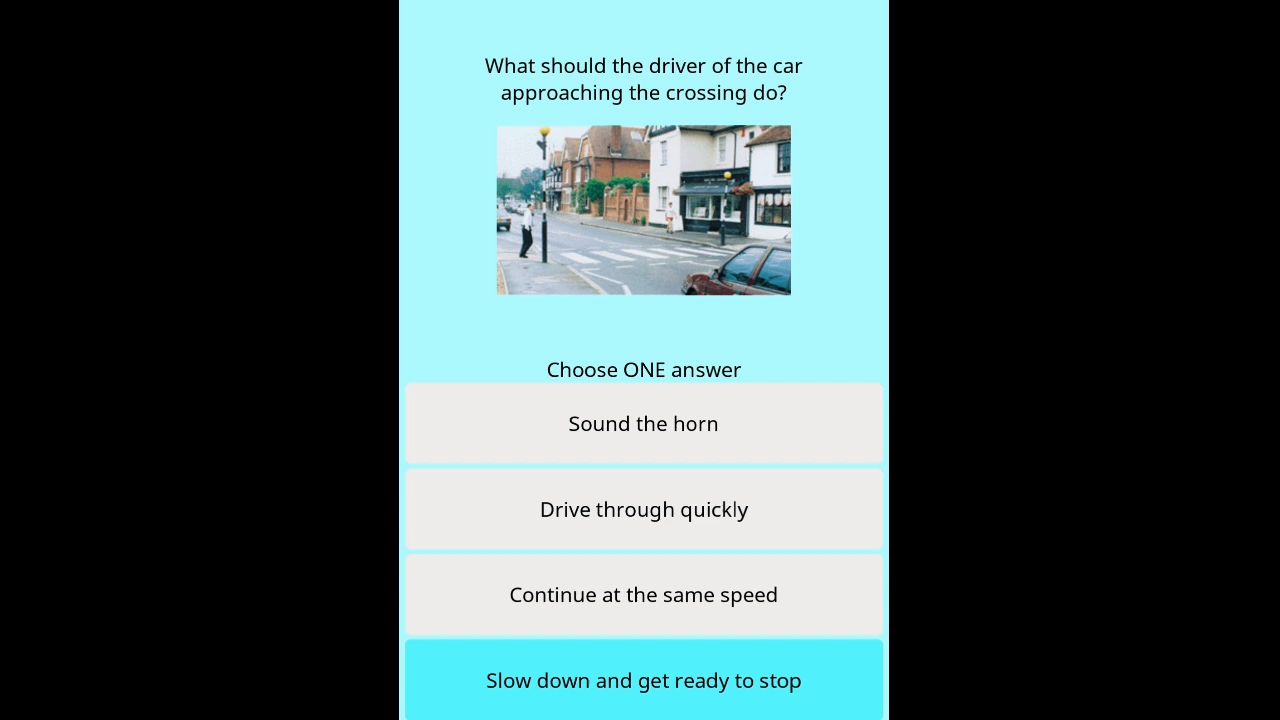 What should the driver of the car
approaching the crossing do?
Choose ONE answer
Sound the horn
Drive through quickly
Continue at the same speed
Slow down and get ready to stop